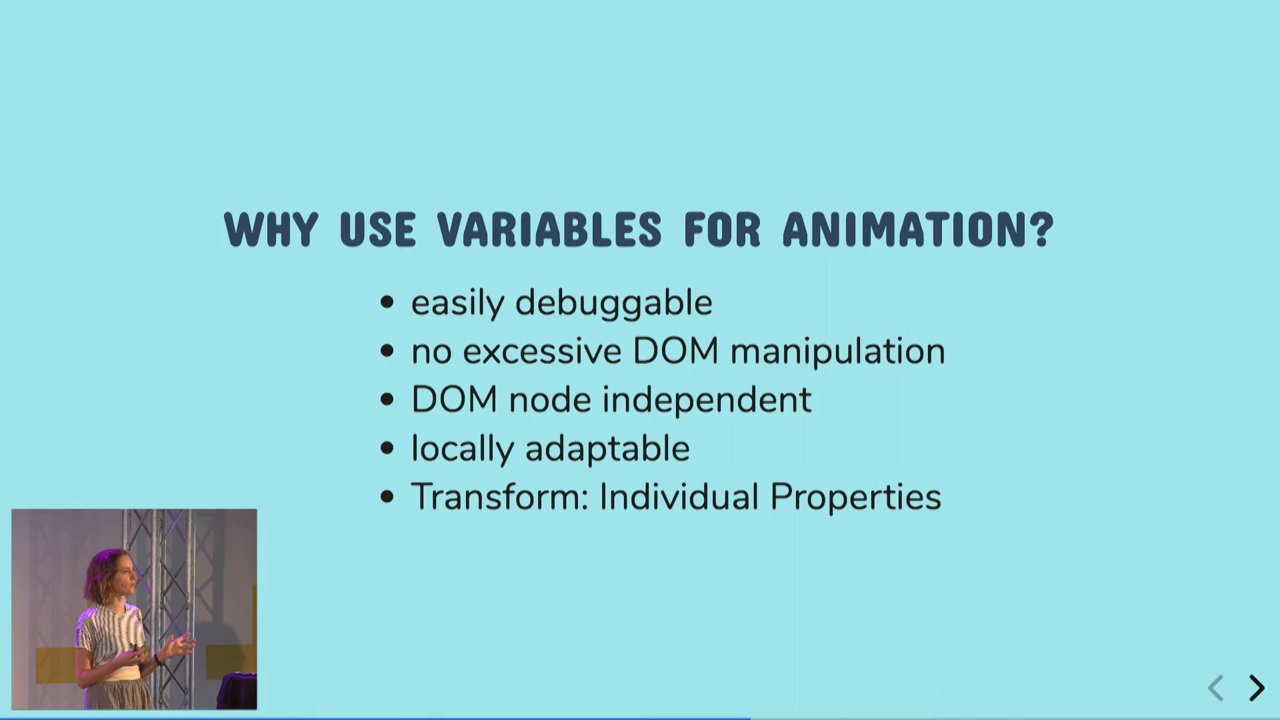 WHY USE VARIABLES FOR ANIMATION?
easily debuggable
no excessive DOM manipulation
DOM node independent
locally adaptable
Transform: Individual Properties